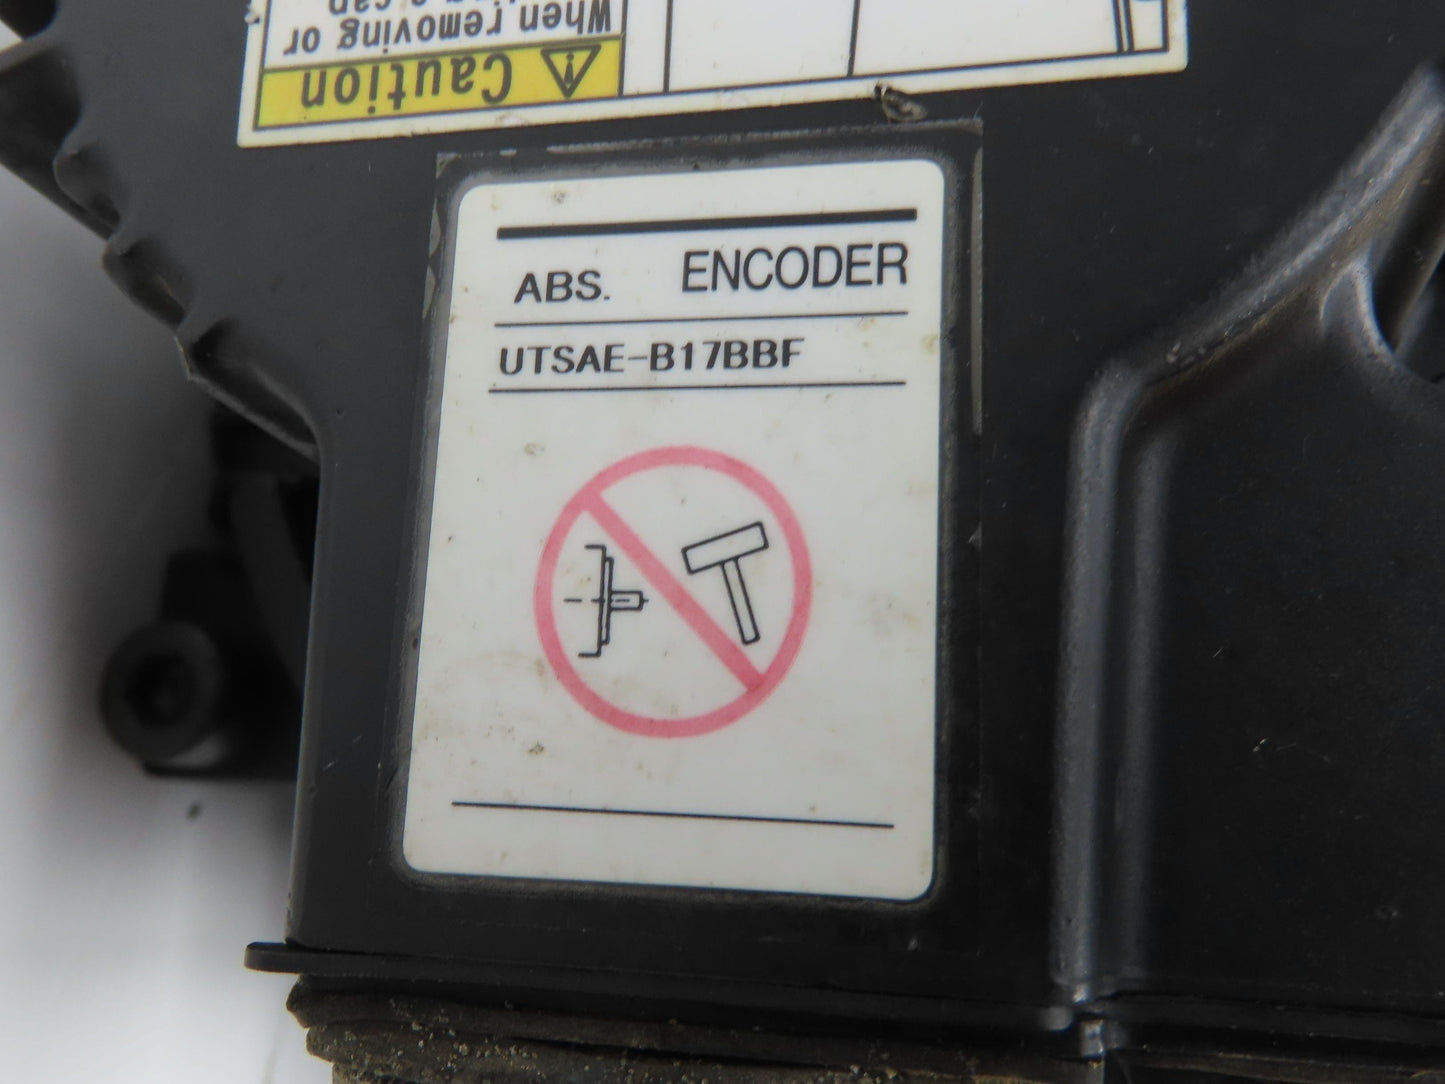 Caution
When removing or
ABS. ENCODER
UTSAE-B17BBF